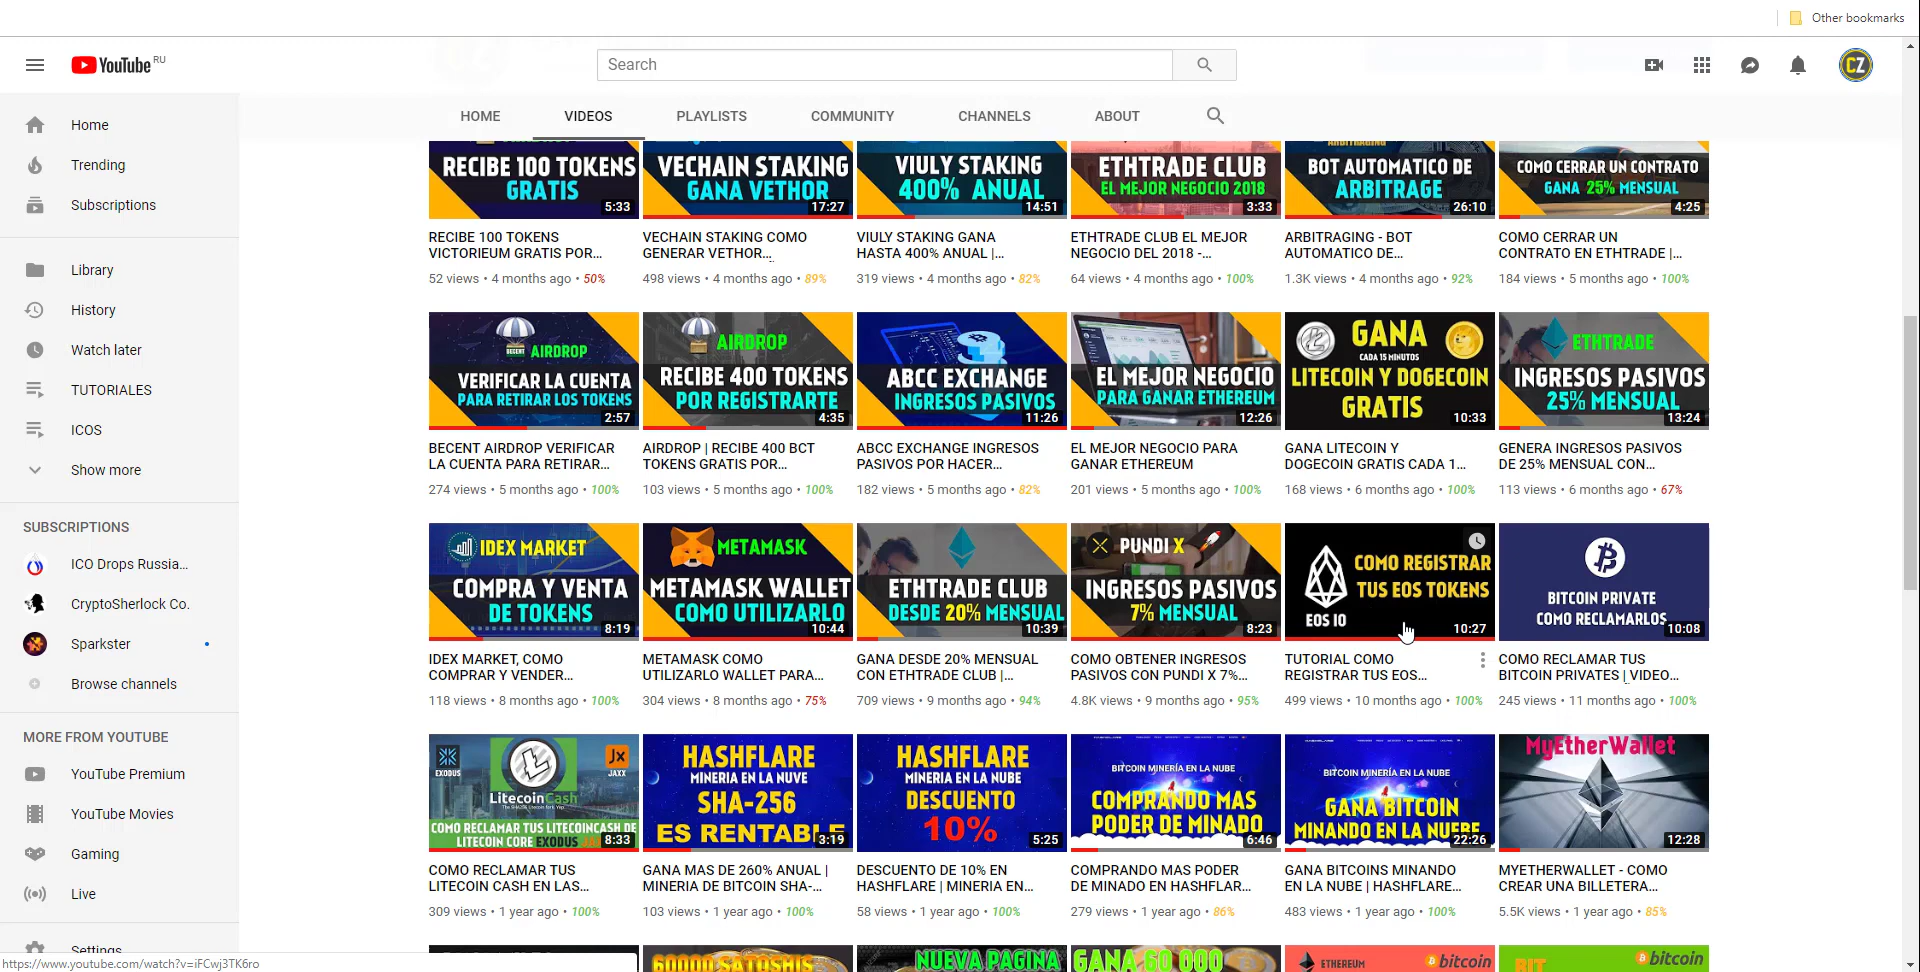 Other bookmarks
YouTube RU
Search
CZ
HOME
VIDEOS
PLAYLISTS
COMMUNITY
CHANNELS
ABOUT
Home
Trending
Subscriptions
Library
History
Watch later
TUTORIALES
ICOS
Show more
SUBSCRIPTIONS
ICO Drops Russia...
CryptoSherlock Co.
Sparkster
Browse channels
MORE FROM YOUTUBE
YouTube Premium
YouTube Movies
Gaming
Live
Settings
https://www.youtube.com/watch?v=iFCwj3TK6ro
RECIBE 100 TOKENS
GRATIS
5:33
RECIBE 100 TOKENS
VICTORIEUM GRATIS POR...
52 views • 4 months ago • 50%
VECHAIN STAKING
GANA VETHOR
17:27
VECHAIN STAKING COMO
GENERAR VETHOR...
498 views • 4 months ago • 89%
VIULY STAKING
400% ANUAL
14:51
VIULY STAKING GANA
HASTA 400% ANUAL |...
319 views • 4 months ago • 82%
ETHTRADE CLUB
EL MEJOR NEGOCIO 2018
3:33
ETHTRADE CLUB EL MEJOR
NEGOCIO DEL 2018 -...
64 views • 4 months ago • 100%
ARBITRAGING
BOT AUTOMATICO DE
ARBITRAGE
26:10
ARBITRAGING - BOT
AUTOMATICO DE...
1.3K views • 4 months ago • 92%
COMO CERRAR UN CONTRATO
GANA 25% MENSUAL
4:25
COMO CERRAR UN
CONTRATO EN ETHTRADE |...
184 views • 5 months ago • 100%
BECENT AIRDROP
VERIFICAR LA CUENTA
PARA RETIRAR LOS TOKENS
2:57
BECENT AIRDROP VERIFICAR
LA CUENTA PARA RETIRAR...
274 views • 5 months ago • 100%
AIRDROP
RECIBE 400 TOKENS
POR REGISTRARTE
4:35
AIRDROP | RECIBE 400 BCT
TOKENS GRATIS POR...
103 views • 5 months ago • 100%
ABCC EXCHANGE
INGRESOS PASIVOS
11:26
ABCC EXCHANGE INGRESOS
PASIVOS POR HACER...
182 views • 5 months ago • 82%
EL MEJOR NEGOCIO
PARA GANAR ETHEREUM
12:26
EL MEJOR NEGOCIO PARA
GANAR ETHEREUM
201 views • 5 months ago • 100%
GANA
CADA 15 MINUTOS
LITECOIN Y DOGECOIN
GRATIS
10:33
GANA LITECOIN Y
DOGECOIN GRATIS CADA 1...
168 views • 6 months ago • 100%
ETHTRADE
INGRESOS PASIVOS
25% MENSUAL
13:24
GENERA INGRESOS PASIVOS
DE 25% MENSUAL CON...
113 views • 6 months ago • 67%
IDEX MARKET
COMPRA Y VENTA
DE TOKENS
8:19
IDEX MARKET, COMO
COMPRAR Y VENDER...
118 views • 8 months ago • 100%
METAMASK
METAMASK WALLET
COMO UTILIZARLO
10:44
METAMASK COMO
UTILIZARLO WALLET PARA...
304 views • 8 months ago • 75%
ETHTRADE CLUB
DESDE 20% MENSUAL
10:39
GANA DESDE 20% MENSUAL
CON ETHTRADE CLUB |...
709 views • 9 months ago • 94%
PUNDI X
INGRESOS PASIVOS
7% MENSUAL
8:23
COMO OBTENER INGRESOS
PASIVOS CON PUNDI X 7%...
4.8K views • 9 months ago • 95%
COMO REGISTRAR
TUS EOS TOKENS
EOS IO
10:27
TUTORIAL COMO
REGISTRAR TUS EOS...
499 views • 10 months ago • 100%
BITCOIN PRIVATE
COMO RECLAMARLOS
10:08
COMO RECLAMAR TUS
BITCOIN PRIVATES | VIDEO...
245 views • 11 months ago • 100%
EXODUS
JAXX
LitecoinCash
COMO RECLAMAR TUS LITECOINCASH DE
LITECOIN CORE EXODUS
8:33
COMO RECLAMAR TUS
LITECOIN CASH EN LAS...
309 views • 1 year ago • 100%
HASHFLARE
MINERIA EN LA NUVE
SHA-256
ES RENTABLE
3:19
GANA MAS DE 260% ANUAL |
MINERIA DE BITCOIN SHA-...
103 views • 1 year ago • 100%
HASHFLARE
MINERIA EN LA NUBE
DESCUENTO
10%
5:25
DESCUENTO DE 10% EN
HASHFLARE | MINERIA EN...
58 views • 1 year ago • 100%
BITCOIN MINERÍA EN LA NUBE
COMPRANDO MAS
PODER DE MINADO
6:46
COMPRANDO MAS PODER
DE MINADO EN HASHFLAR...
279 views • 1 year ago • 86%
BITCOIN MINERÍA EN LA NUBE
GANA BITCOIN
MINANDO EN LA NUEBE
22:26
GANA BITCOINS MINANDO
EN LA NUBE | HASHFLARE...
483 views • 1 year ago • 100%
MyEtherWallet
12:28
MYETHERWALLET - COMO
CREAR UNA BILLETERA...
5.5K views • 1 year ago • 85%
60000 SATOSHIS
NUEVA PAGINA
GANA 60 000
ETHEREUM
bitcoin
BIT
bitcoin